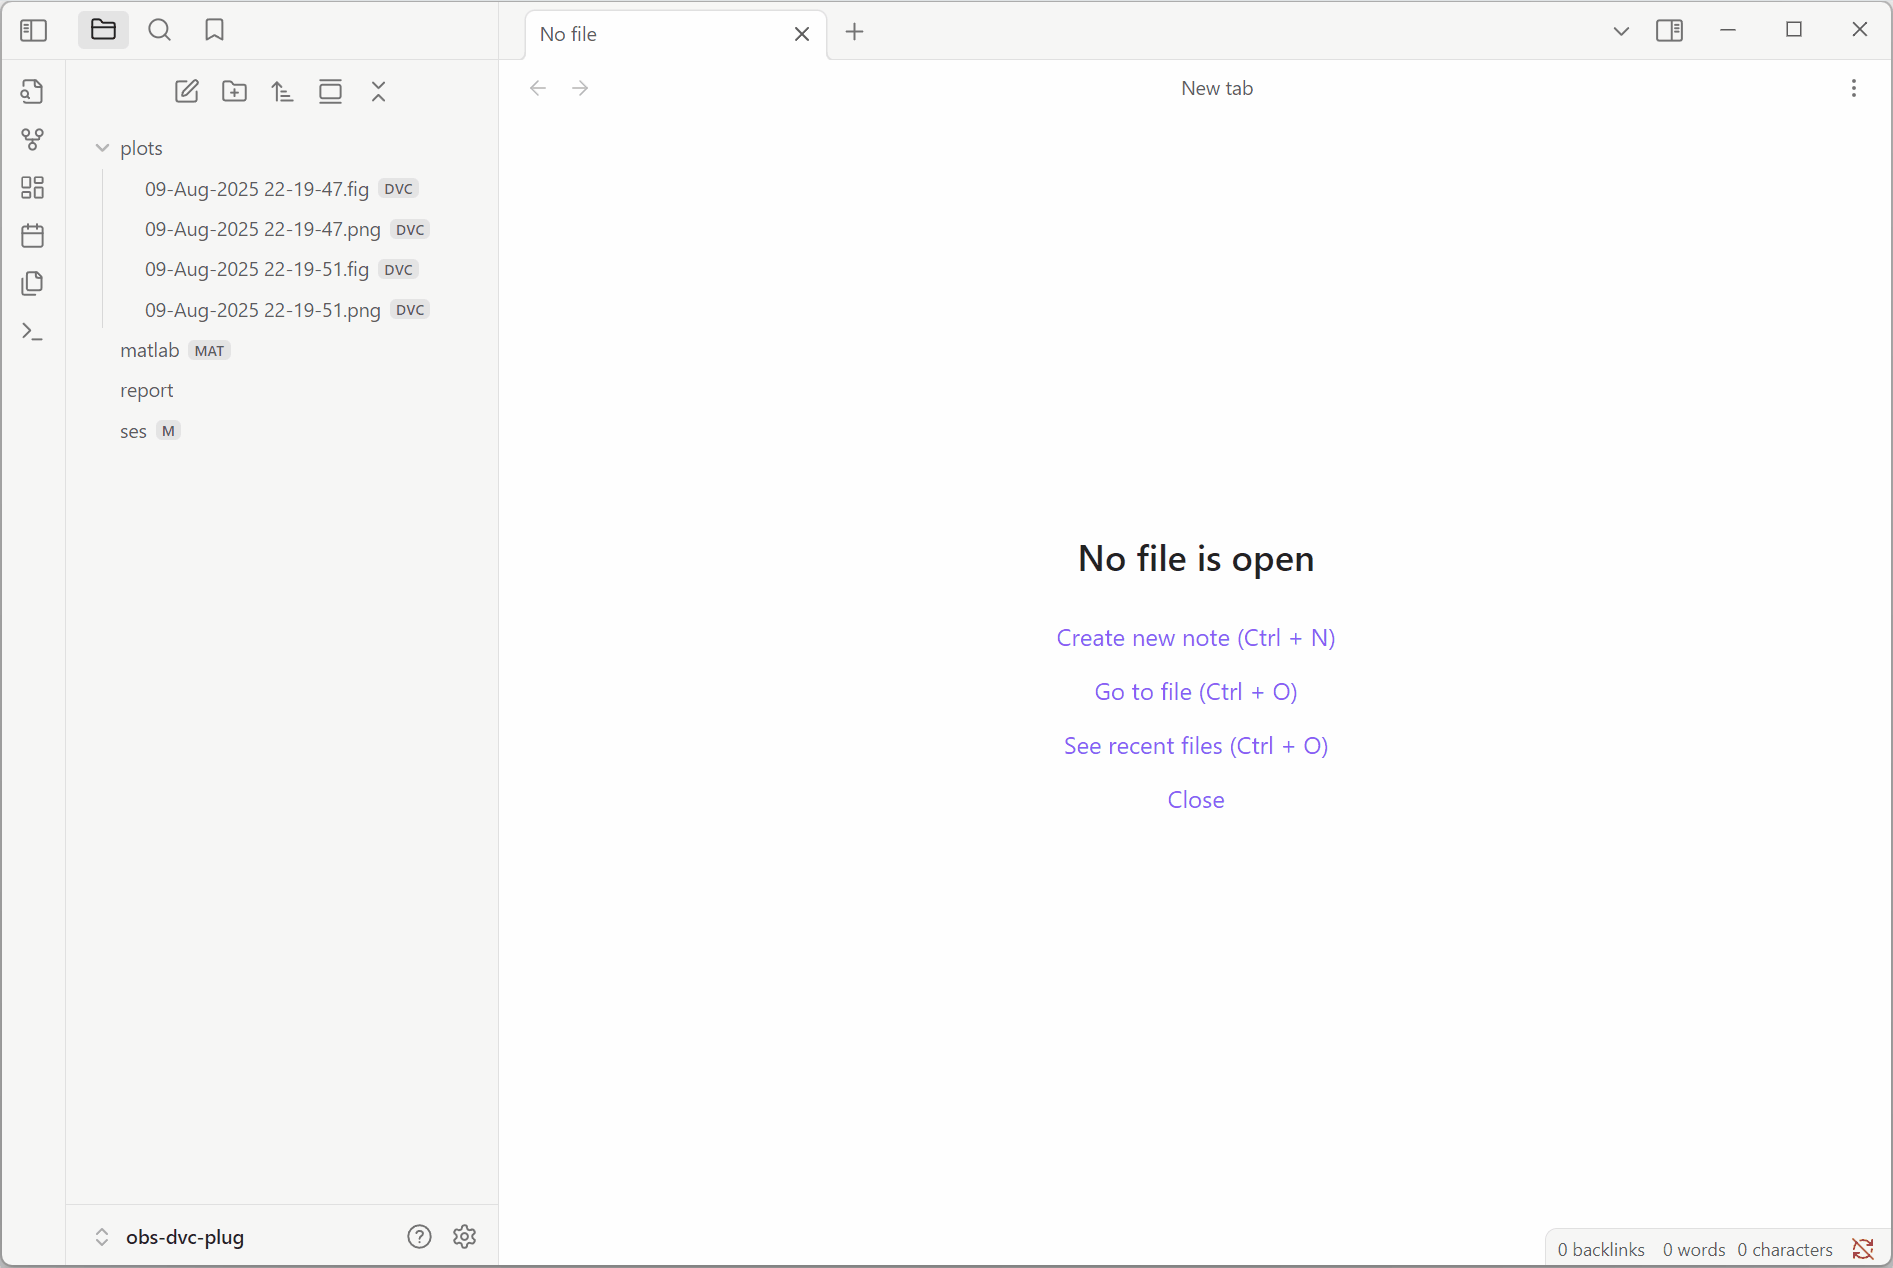 No file
New tab
plots
09-Aug-2025 22-19-47.fig DVC
09-Aug-2025 22-19-47.png DVC
09-Aug-2025 22-19-51.fig DVC
09-Aug-2025 22-19-51.png DVC
matlab MAT
report
ses M
No file is open
Create new note (Ctrl + N)
Go to file (Ctrl + O)
See recent files (Ctrl + O)
Close
obs-dvc-plug
0 backlinks 0 words 0 characters